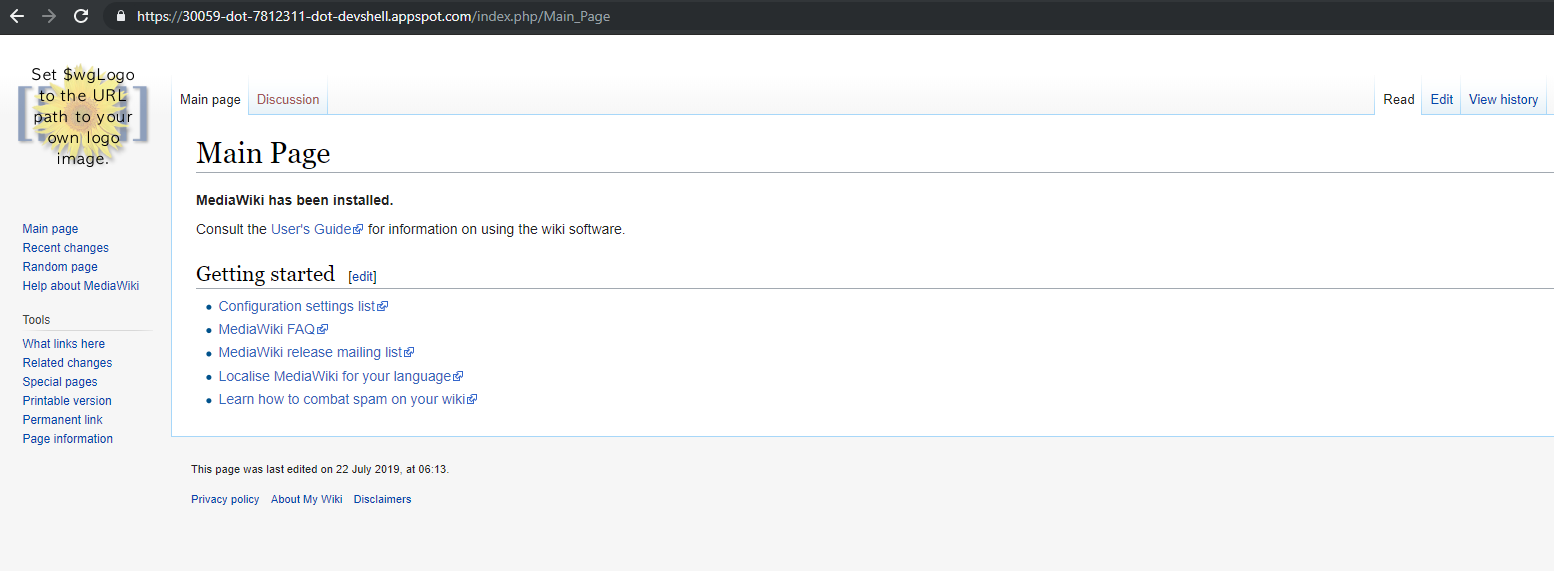 https://30059-dot-7812311-dot-devshell.appspot.com/index.php/Main_Page
Set $wgLogo
to the URL
path to your
own logo
image.
Main page
Recent changes
Random page
Help about MediaWiki
Tools
What links here
Related changes
Special pages
Printable version
Permanent link
Page information
Main page Discussion Read Edit View history
Main Page
MediaWiki has been installed.
Consult the User's Guide for information on using the wiki software.
Getting started [edit]
Configuration settings list
MediaWiki FAQ
MediaWiki release mailing list
Localise MediaWiki for your language
Learn how to combat spam on your wiki
This page was last edited on 22 July 2019, at 06:13.
Privacy policy About My Wiki Disclaimers